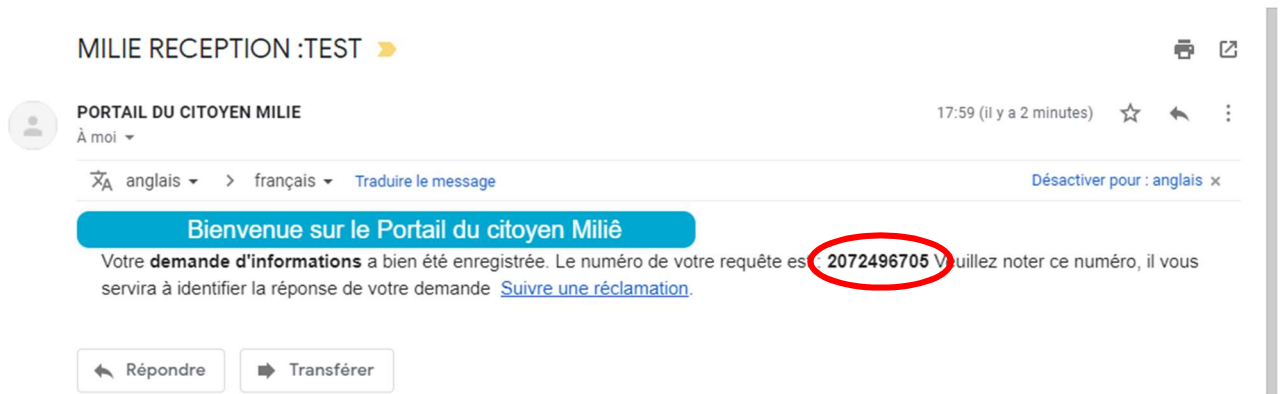 MILIE RECEPTION :TEST
PORTAIL DU CITOYEN MILIE
17:59 (il y a 2 minutes)
À moi
anglais > français Traduire le message Désactiver pour : anglais ×
Bienvenue sur le Portail du citoyen Miliê
Votre demande d'informations a bien été enregistrée. Le numéro de votre requête est : 2072496705 Veuillez noter ce numéro, il vous
servira à identifier la réponse de votre demande Suivre une réclamation.
Répondre Transférer